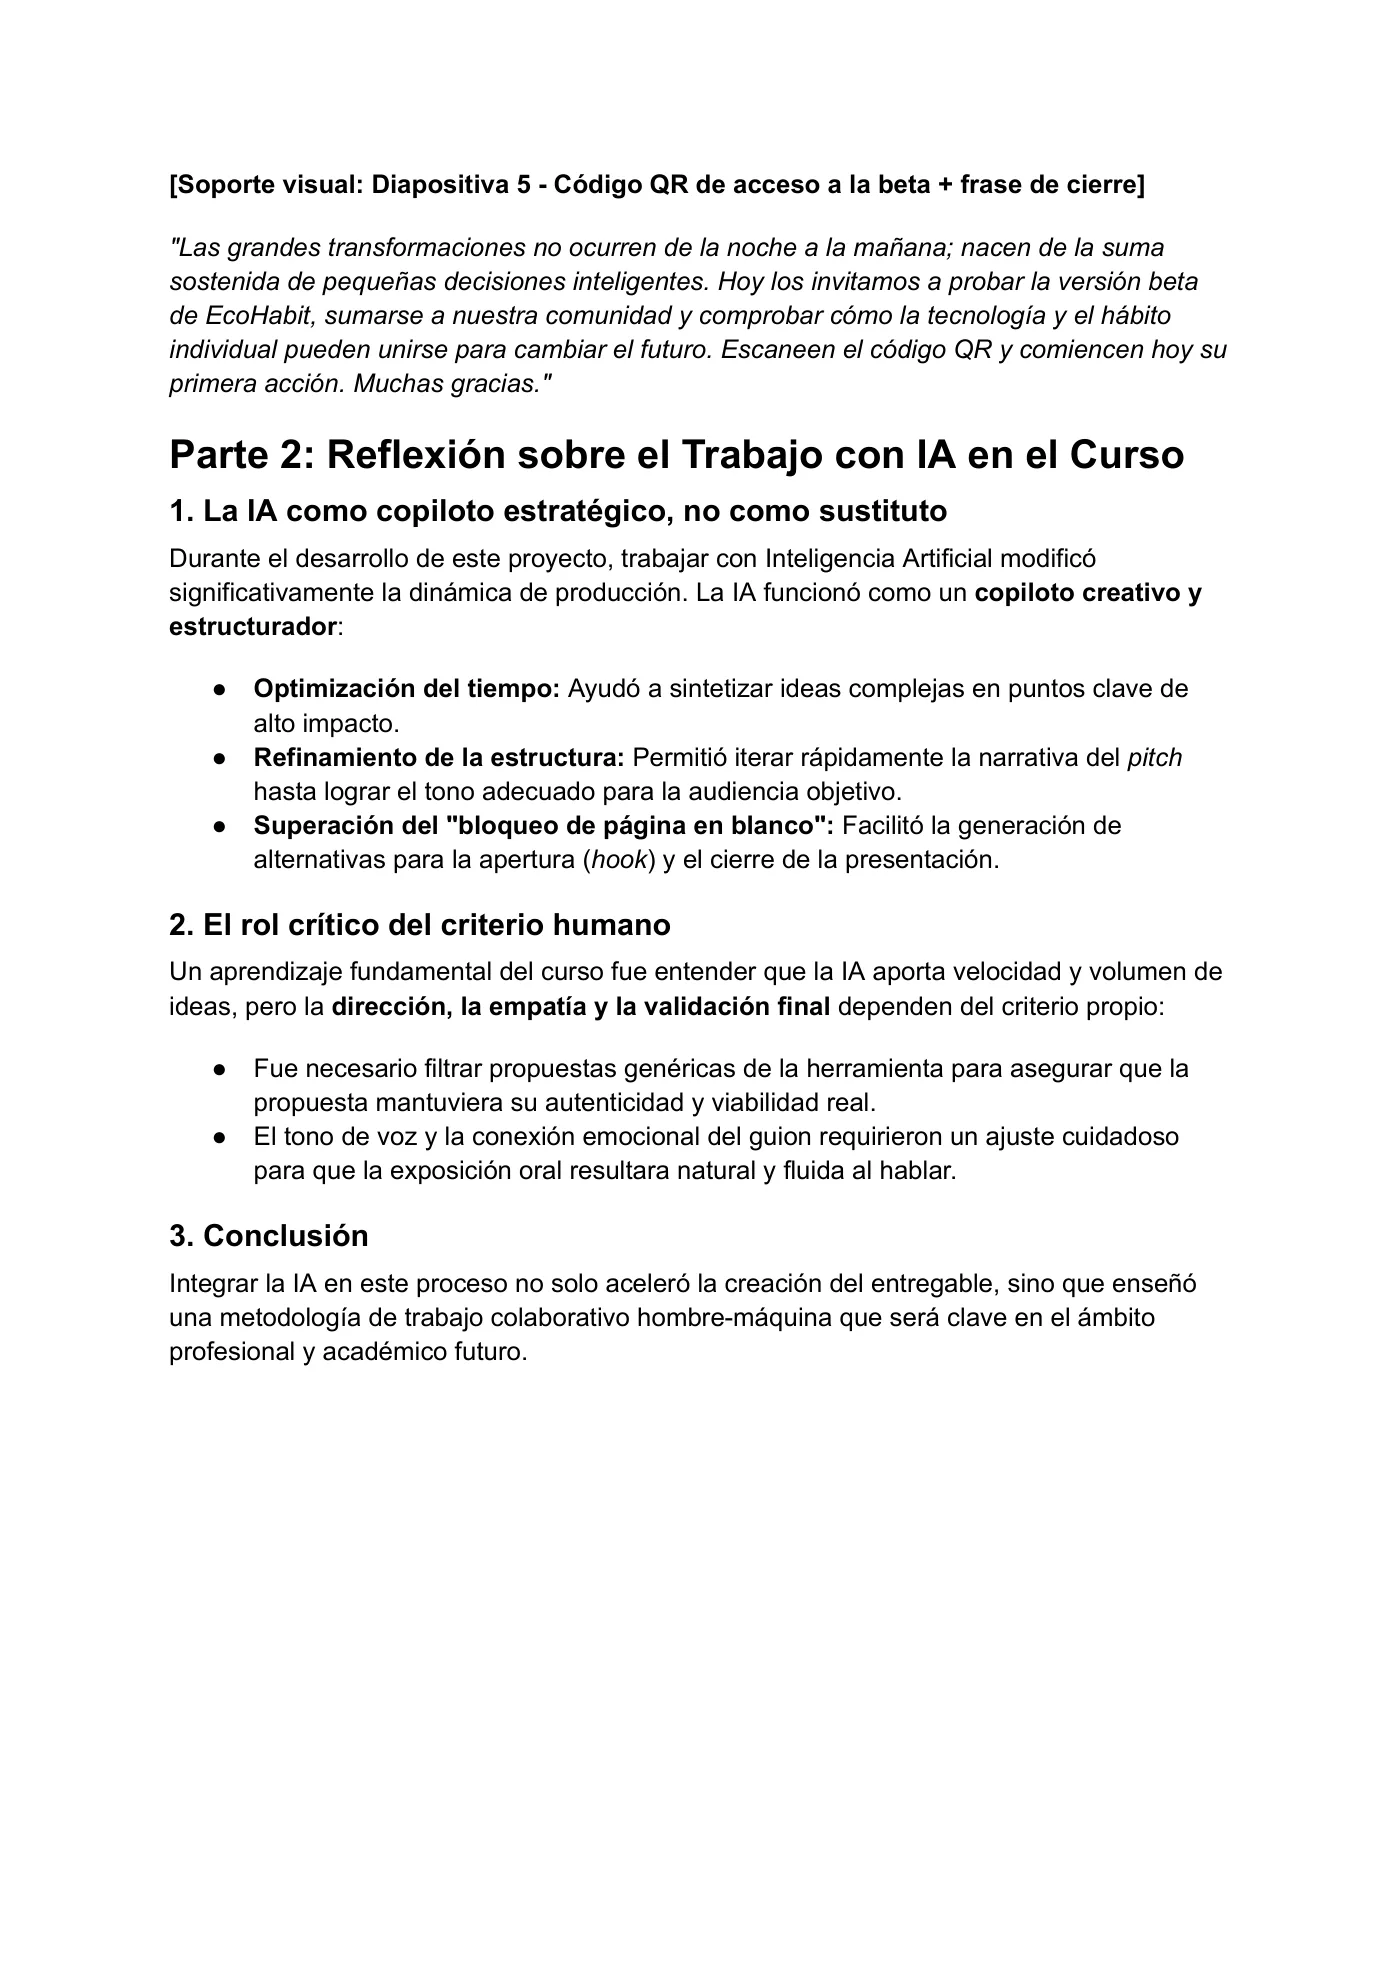 [Soporte visual: Diapositiva 5 - Código QR de acceso a la beta + frase de cierre]
"Las grandes transformaciones no ocurren de la noche a la mañana; nacen de la suma
sostenida de pequeñas decisiones inteligentes. Hoy los invitamos a probar la versión beta
de EcoHabit, sumarse a nuestra comunidad y comprobar cómo la tecnología y el hábito
individual pueden unirse para cambiar el futuro. Escaneen el código QR y comiencen hoy su
primera acción. Muchas gracias."
Parte 2: Reflexión sobre el Trabajo con IA en el Curso
1. La IA como copiloto estratégico, no como sustituto
Durante el desarrollo de este proyecto, trabajar con Inteligencia Artificial modificó
significativamente la dinámica de producción. La IA funcionó como un copiloto creativo y
estructurador:
● Optimización del tiempo: Ayudó a sintetizar ideas complejas en puntos clave de
alto impacto.
● Refinamiento de la estructura: Permitió iterar rápidamente la narrativa del pitch
hasta lograr el tono adecuado para la audiencia objetivo.
● Superación del "bloqueo de página en blanco": Facilitó la generación de
alternativas para la apertura (hook) y el cierre de la presentación.
2. El rol crítico del criterio humano
Un aprendizaje fundamental del curso fue entender que la IA aporta velocidad y volumen de
ideas, pero la dirección, la empatía y la validación final dependen del criterio propio:
● Fue necesario filtrar propuestas genéricas de la herramienta para asegurar que la
propuesta mantuviera su autenticidad y viabilidad real.
● El tono de voz y la conexión emocional del guion requirieron un ajuste cuidadoso
para que la exposición oral resultara natural y fluida al hablar.
3. Conclusión
Integrar la IA en este proceso no solo aceleró la creación del entregable, sino que enseñó
una metodología de trabajo colaborativo hombre-máquina que será clave en el ámbito
profesional y académico futuro.